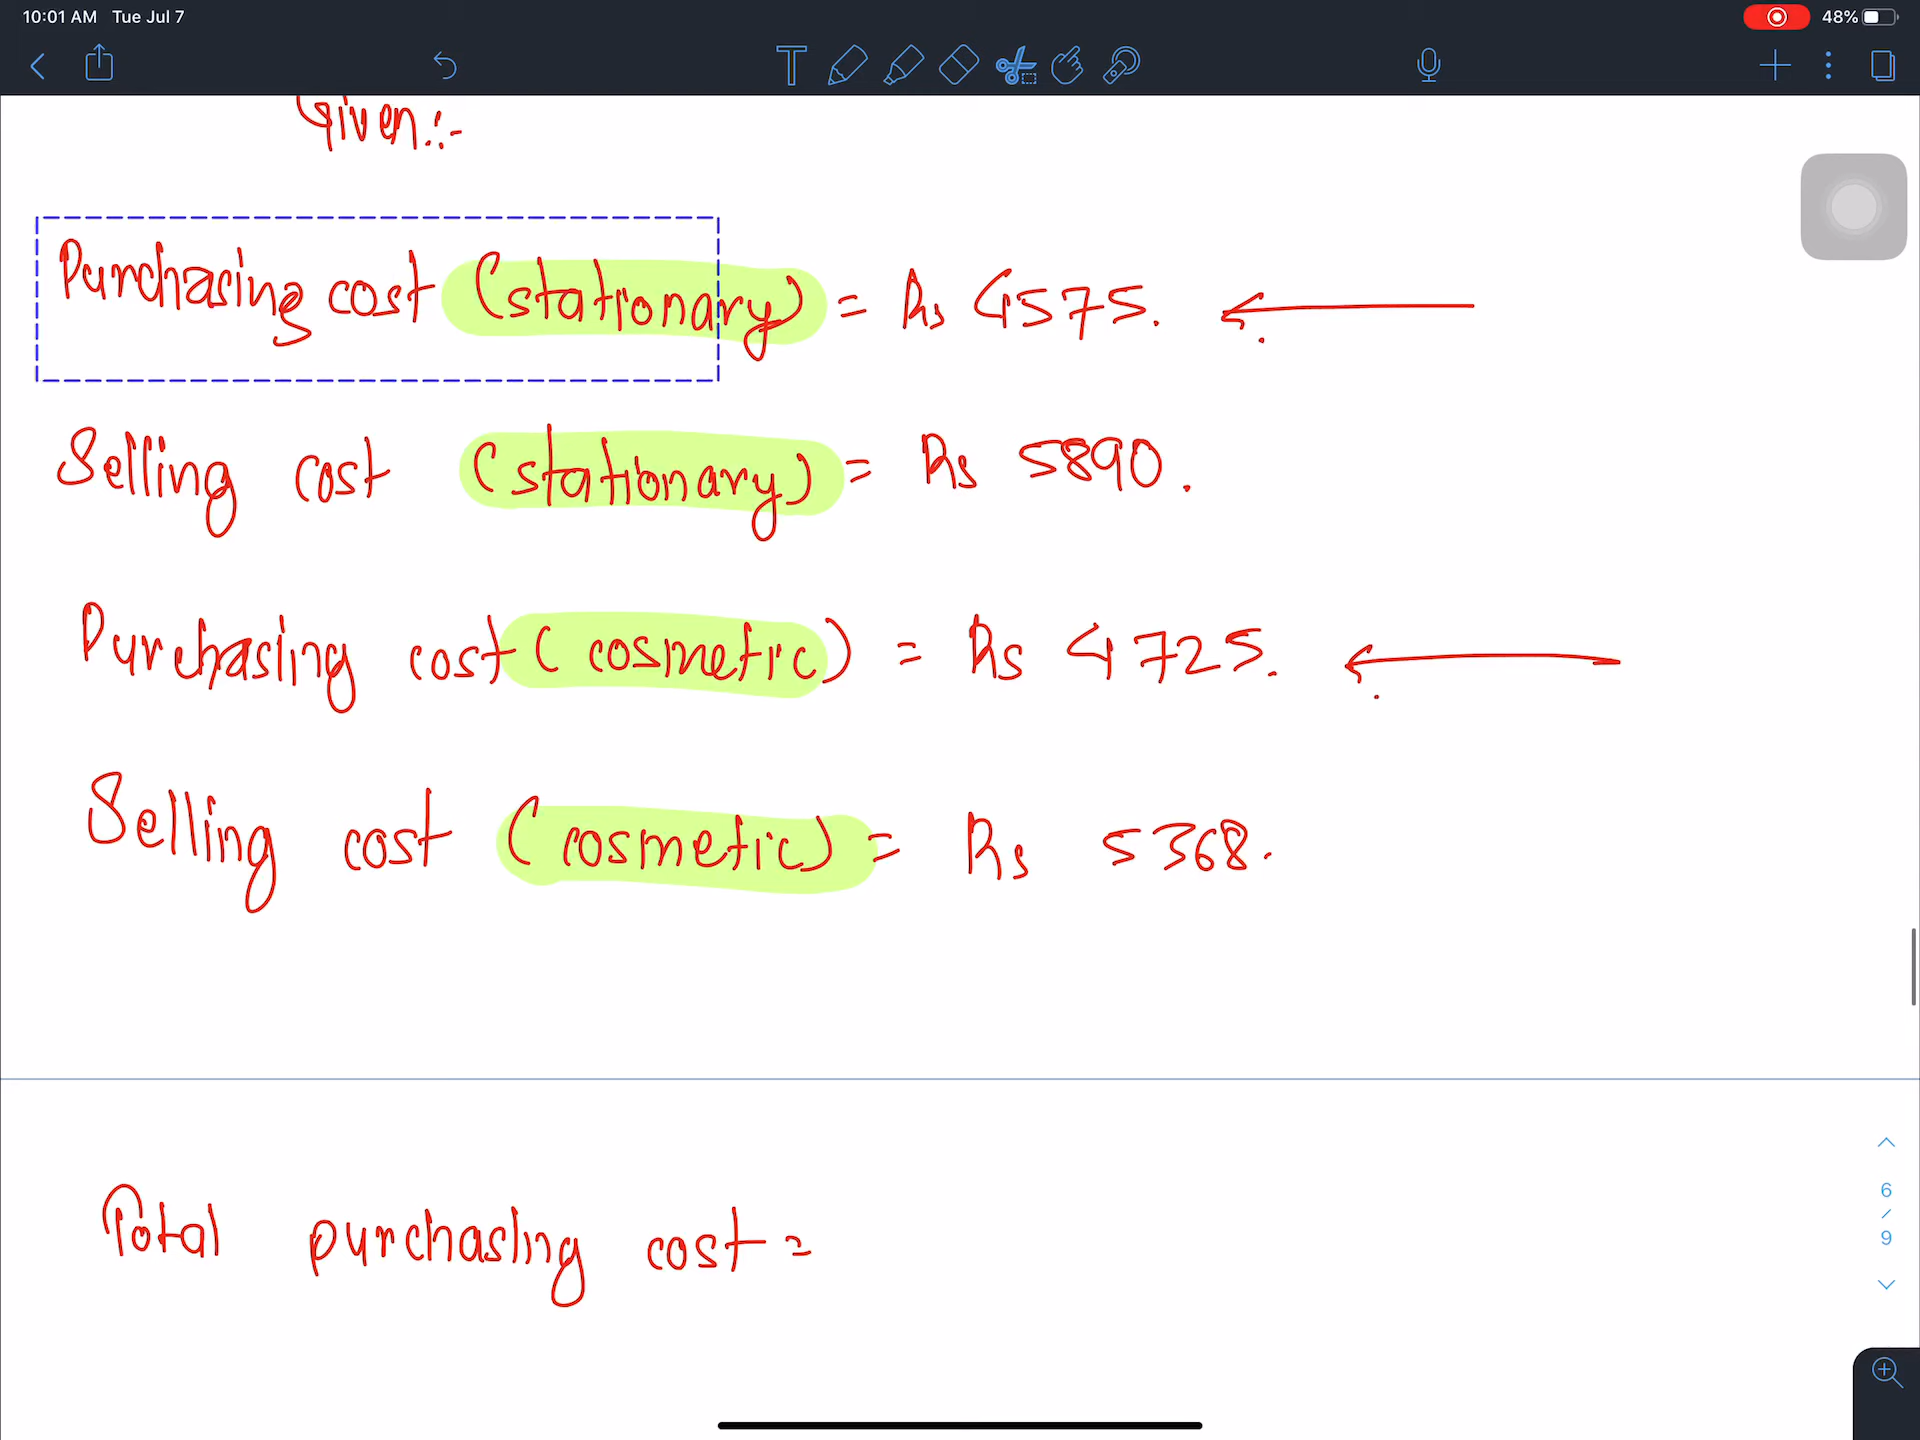 10:01 AM Tue Jul 7
48%
Given:-
Purchasing cost (stationary) = Rs 4575.
Selling cost (stationary) = Rs 5890.
Purchasing cost (cosmetic) = Rs 4725.
Selling cost (cosmetic) = Rs 5368.
Total purchasing cost =
6
/
9